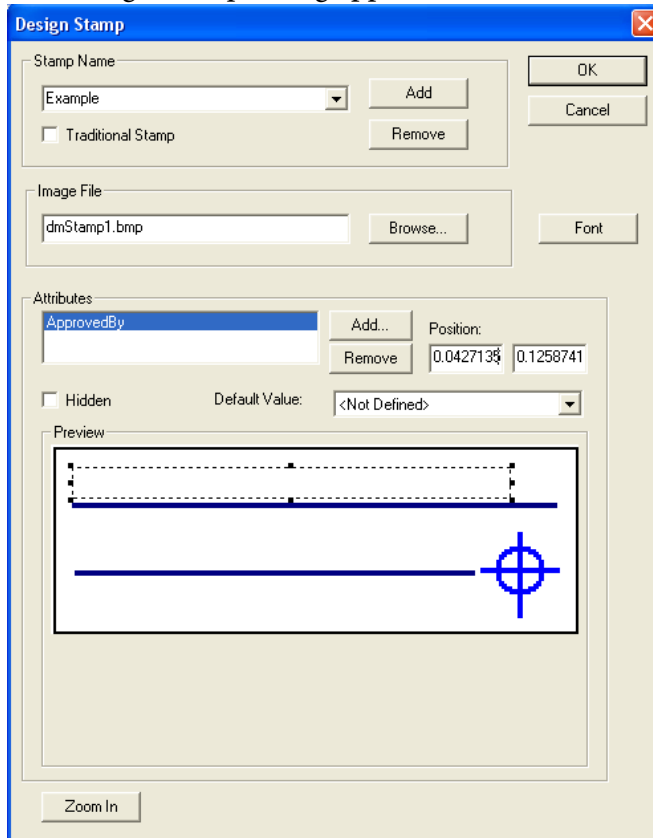 Design Stamp
Stamp Name
Example
Add
OK
Traditional Stamp
Remove
Cancel
Image File
dmStamp1.bmp
Browse...
Font
Attributes
ApprovedBy
Add...
Position:
Remove
0.0427135
0.1258741
Hidden
Default Value:
<Not Defined>
Preview
Zoom In